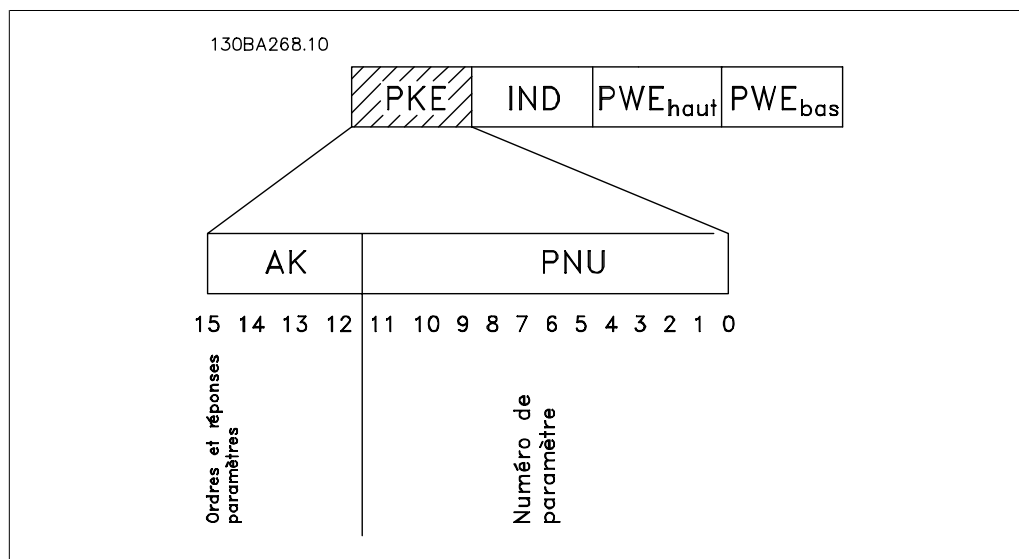 130BA268.10
PKE IND PWEhaut PWEbas
AK PNU
15 14 13 12 11 10 9 8 7 6 5 4 3 2 1 0
Ordres et réponses
paramètres
Numéro de
paramètre